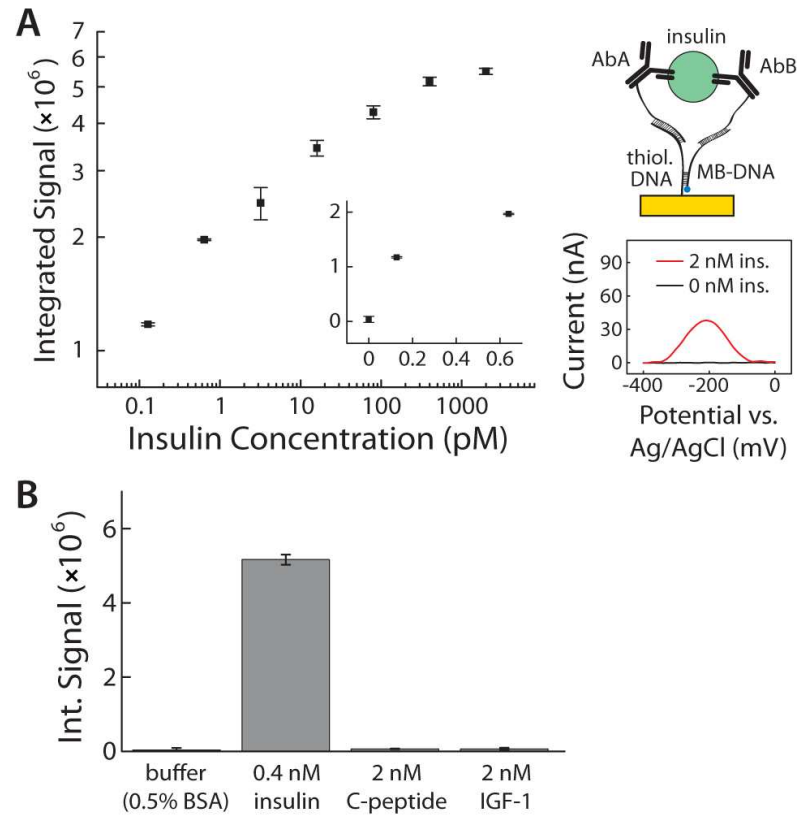 A
Integrated Signal (×10⁶)
7
6
5
4
3
2
1
2
1
0
0 0.2 0.4 0.6
0.1 1 10 100 1000
Insulin Concentration (pM)
insulin
AbA
AbB
thiol.
DNA
MB-DNA
Current (nA)
90
60
30
0
2 nM ins.
0 nM ins.
-400 -200 0
Potential vs.
Ag/AgCl (mV)
B
Int. Signal (×10⁶)
6
4
2
0
buffer
(0.5% BSA)
0.4 nM
insulin
2 nM
C-peptide
2 nM
IGF-1